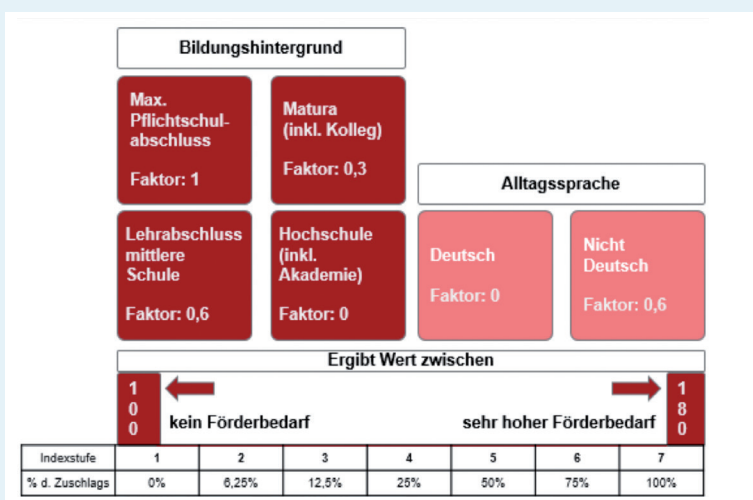 Bildungshintergrund
Max.
Pflichtschul-
abschluss
Faktor: 1
Matura
(inkl. Kolleg)
Faktor: 0,3
Lehrabschluss
mittlere
Schule
Faktor: 0,6
Hochschule
(inkl.
Akademie)
Faktor: 0
Alltagssprache
Deutsch
Faktor: 0
Nicht
Deutsch
Faktor: 0,6
Ergibt Wert zwischen
1
0
0
kein Förderbedarf
sehr hoher Förderbedarf
1
8
0
Indexstufe 1 2 3 4 5 6 7
% d. Zuschlags 0% 6,25% 12,5% 25% 50% 75% 100%